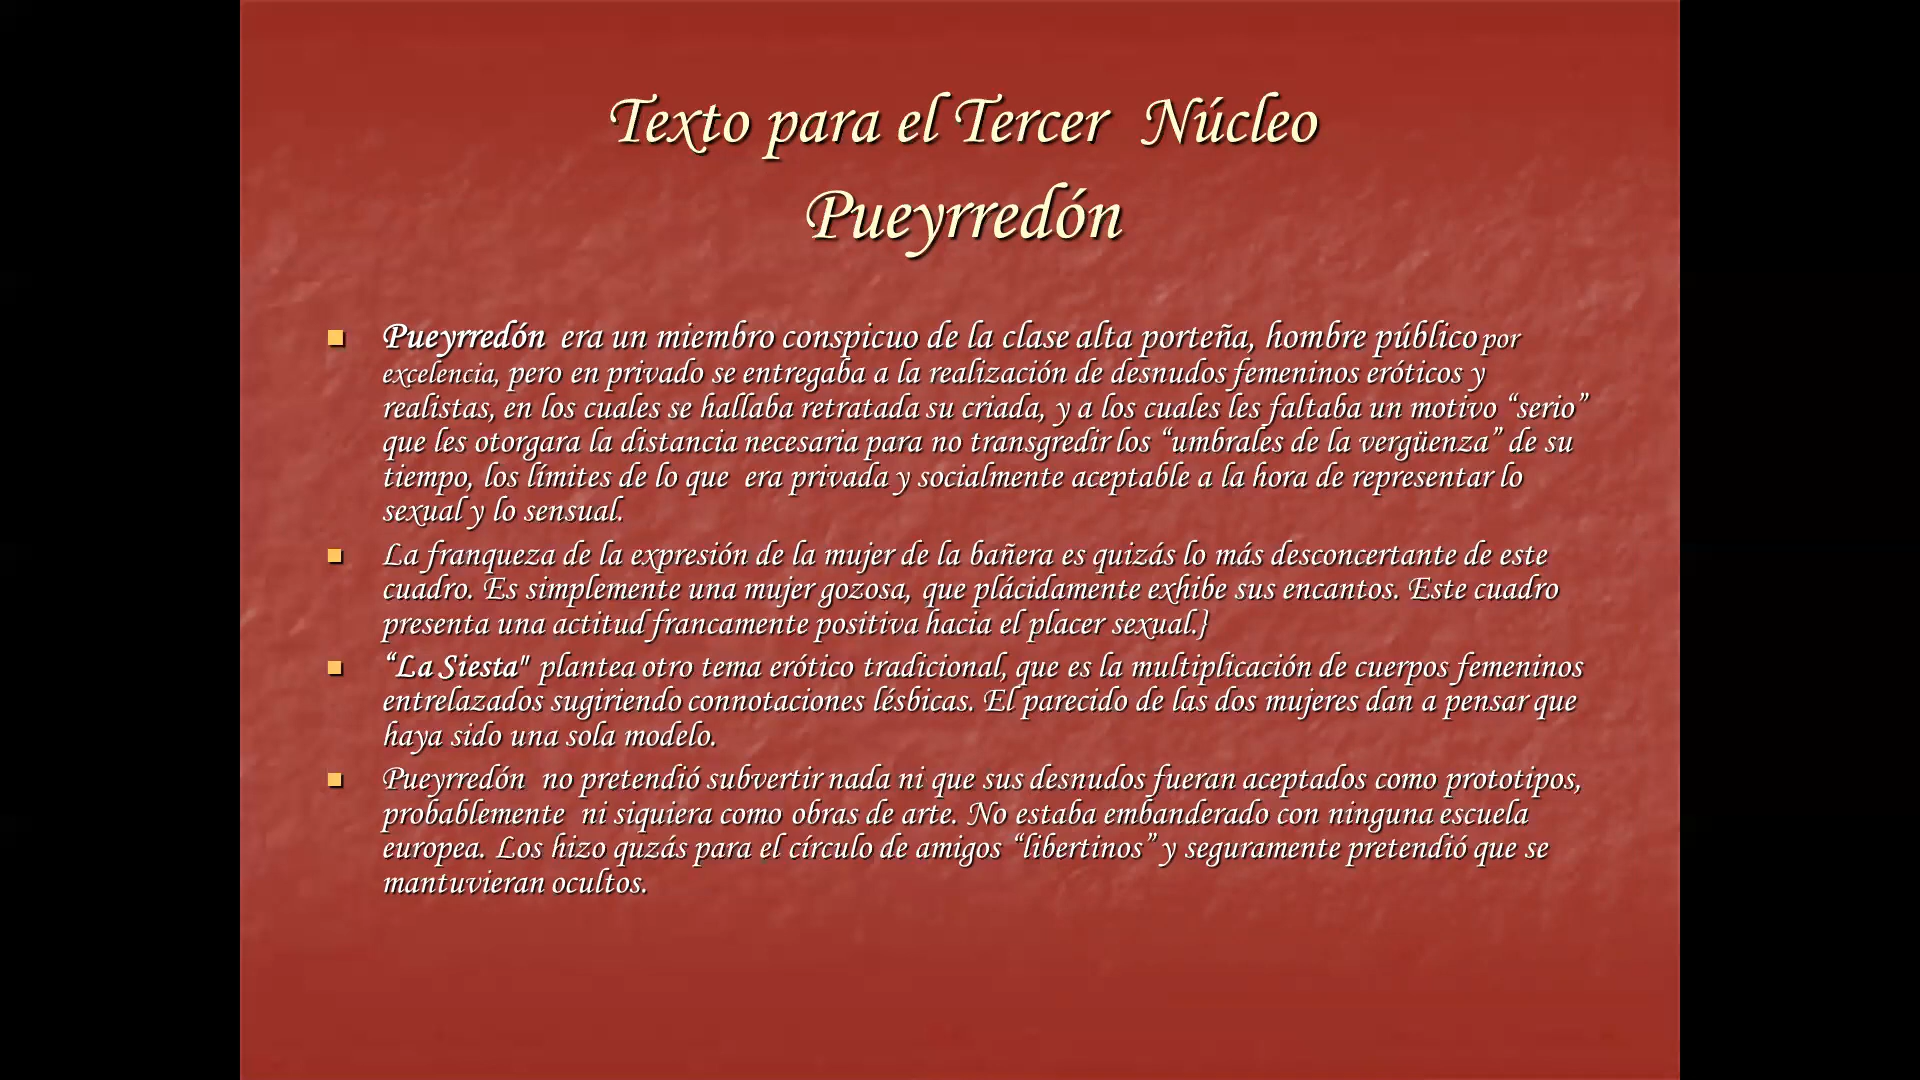 Texto para el Tercer Núcleo
Pueyrredón
Pueyrredón era un miembro conspicuo de la clase alta porteña, hombre público por
excelencia, pero en privado se entregaba a la realización de desnudos femeninos eróticos y
realistas, en los cuales se hallaba retratada su criada, y a los cuales les faltaba un motivo “serio”
que les otorgara la distancia necesaria para no transgredir los “umbrales de la vergüenza” de su
tiempo, los límites de lo que era privada y socialmente aceptable a la hora de representar lo
sexual y lo sensual.
La franqueza de la expresión de la mujer de la bañera es quizás lo más desconcertante de este
cuadro. Es simplemente una mujer gozosa, que plácidamente exhibe sus encantos. Este cuadro
presenta una actitud francamente positiva hacia el placer sexual.}
“La Siesta" plantea otro tema erótico tradicional, que es la multiplicación de cuerpos femeninos
entrelazados sugiriendo connotaciones lésbicas. El parecido de las dos mujeres dan a pensar que
haya sido una sola modelo.
Pueyrredón no pretendió subvertir nada ni que sus desnudos fueran aceptados como prototipos,
probablemente ni siquiera como obras de arte. No estaba embanderado con ninguna escuela
europea. Los hizo quzás para el círculo de amigos “libertinos” y seguramente pretendió que se
mantuvieran ocultos.